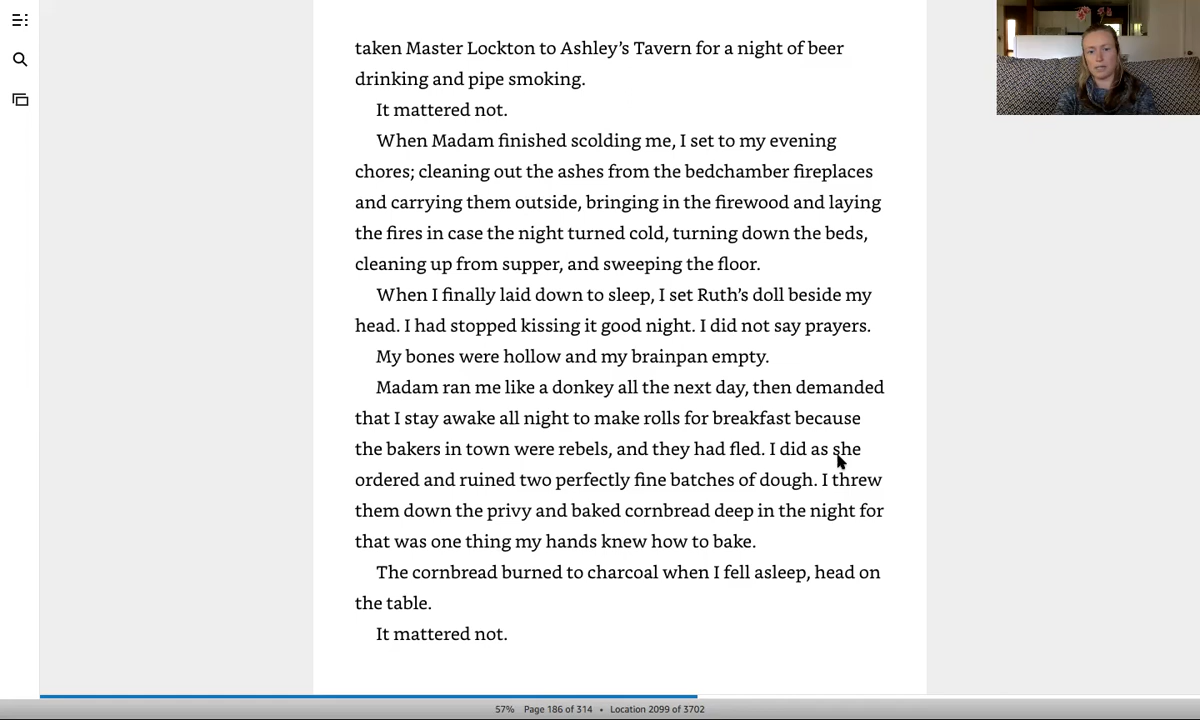 taken Master Lockton to Ashley’s Tavern for a night of beer
drinking and pipe smoking.
It mattered not.
When Madam finished scolding me, I set to my evening
chores; cleaning out the ashes from the bedchamber fireplaces
and carrying them outside, bringing in the firewood and laying
the fires in case the night turned cold, turning down the beds,
cleaning up from supper, and sweeping the floor.
When I finally laid down to sleep, I set Ruth’s doll beside my
head. I had stopped kissing it good night. I did not say prayers.
My bones were hollow and my brainpan empty.
Madam ran me like a donkey all the next day, then demanded
that I stay awake all night to make rolls for breakfast because
the bakers in town were rebels, and they had fled. I did as she
ordered and ruined two perfectly fine batches of dough. I threw
them down the privy and baked cornbread deep in the night for
that was one thing my hands knew how to bake.
The cornbread burned to charcoal when I fell asleep, head on
the table.
It mattered not.
57% Page 186 of 314 • Location 2099 of 3702